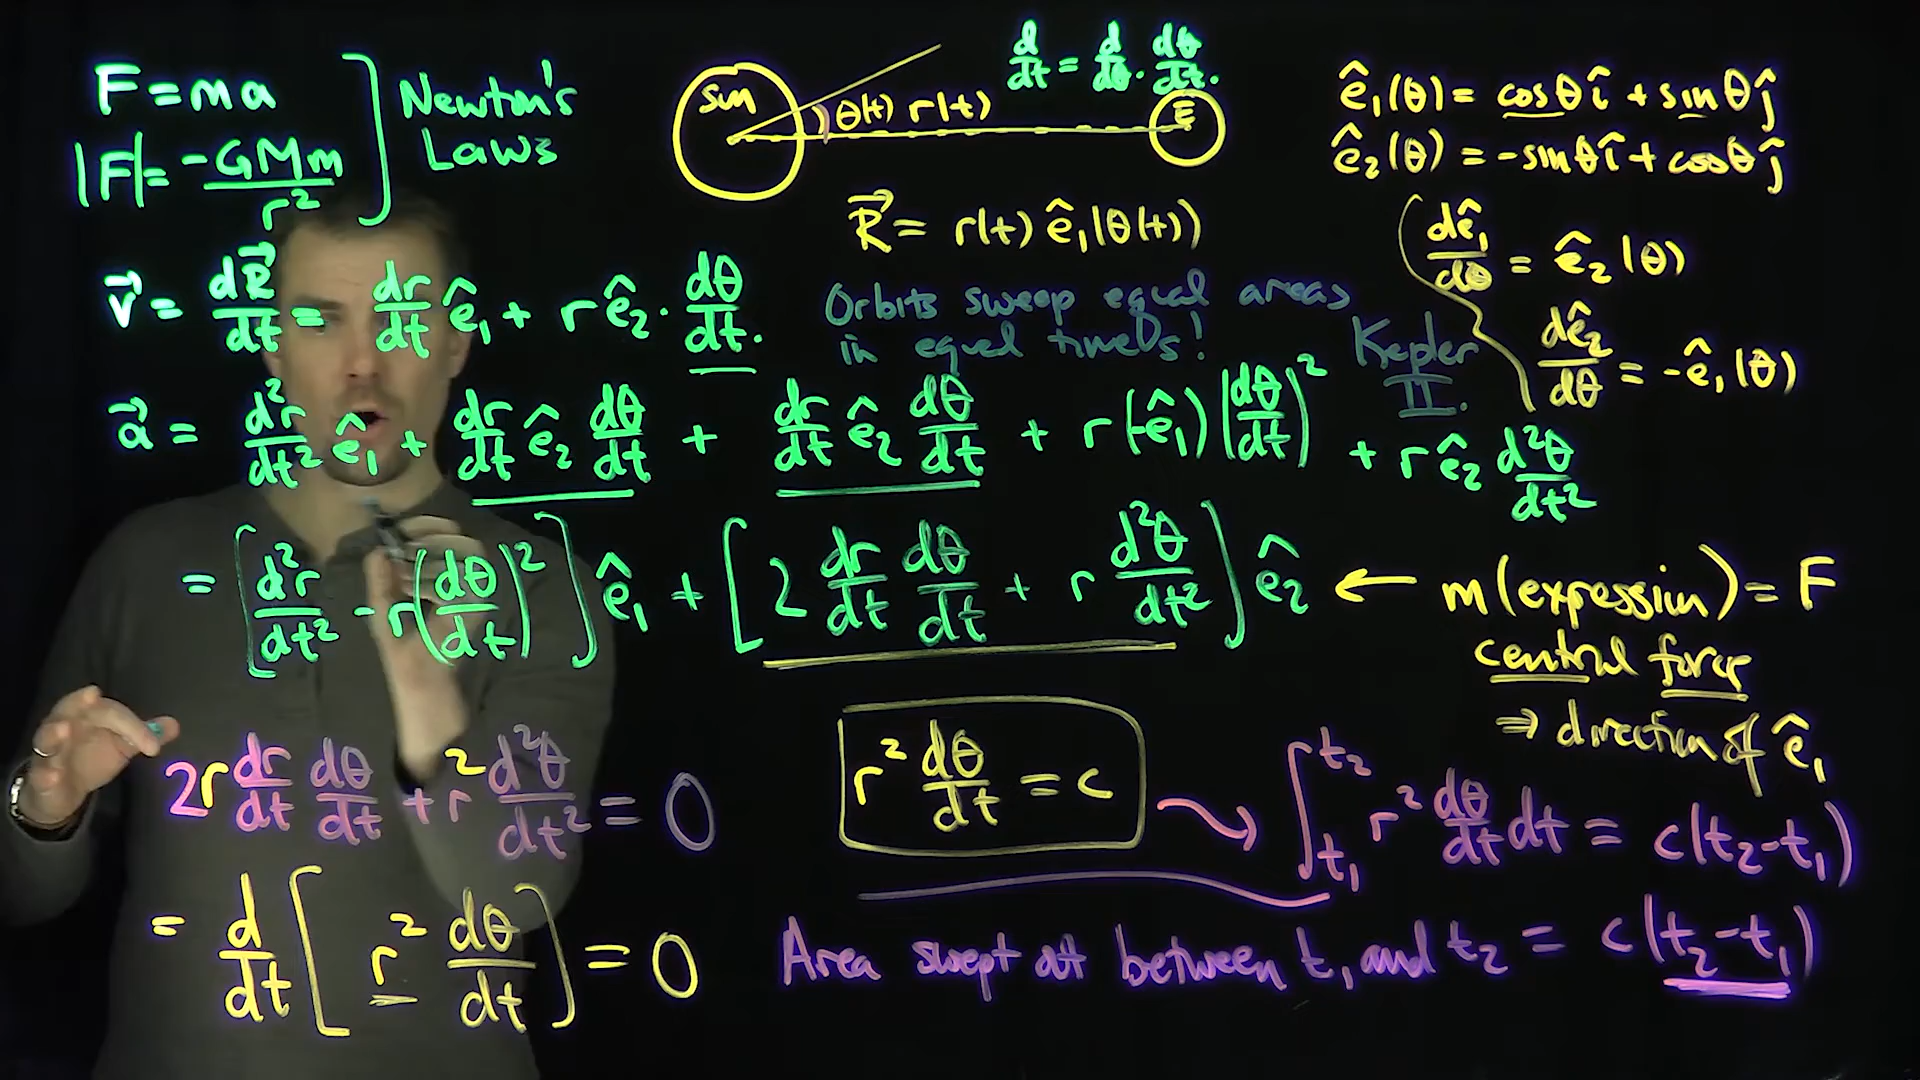 F = ma
|F| = -GMm/r²
Newton's
Laws
sun
θ(t) r(t)
E
d/dt = d/dθ · dθ/dt.
R⃗ = r(t) ê₁(θ(t))
ê₁(θ) = cosθ î + sinθ ĵ
ê₂(θ) = -sinθ î + cosθ ĵ
dê₁/dθ = ê₂(θ)
dê₂/dθ = -ê₁(θ)
v⃗ = dR⃗/dt = dr/dt ê₁ + r ê₂ · dθ/dt.
Orbits sweep equal areas
in equal times!
Kepler
II.
a⃗ = d²r/dt² ê₁ + dr/dt ê₂ dθ/dt + dr/dt ê₂ dθ/dt + r(-ê₁)(dθ/dt)² + r ê₂ d²θ/dt²
= [d²r/dt² - r(dθ/dt)²] ê₁ + [2 dr/dt dθ/dt + r d²θ/dt²] ê₂ ← m(expression) = F
central force
⇒ direction of ê₁
2r dr/dt dθ/dt + r² d²θ/dt² = 0
= d/dt [r² dθ/dt] = 0
r² dθ/dt = c
∫_{t₁}^{t₂} r² dθ/dt dt = c(t₂-t₁)
Area swept out between t₁ and t₂ = c(t₂-t₁)